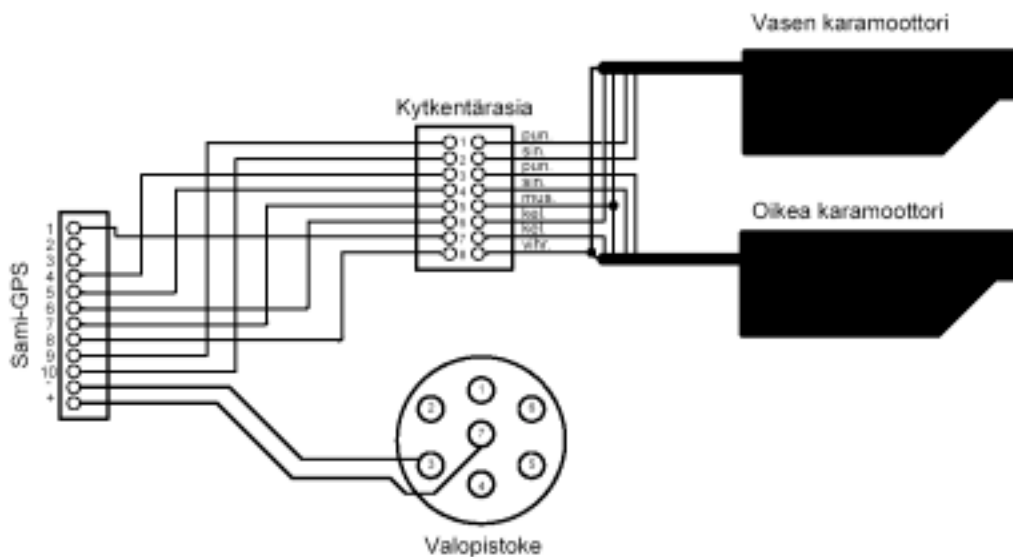 Vasen karamoottori
Kytkentärasia
1 pun.
2 sin.
3 pun.
4 sin.
5 mus.
6 kel.
7 kel.
8 vihr.
Oikea karamoottori
Sami-GPS
1
2
3
4
5
6
7
8
9
10
-
+
1
2
6
7
3
5
4
Valopistoke